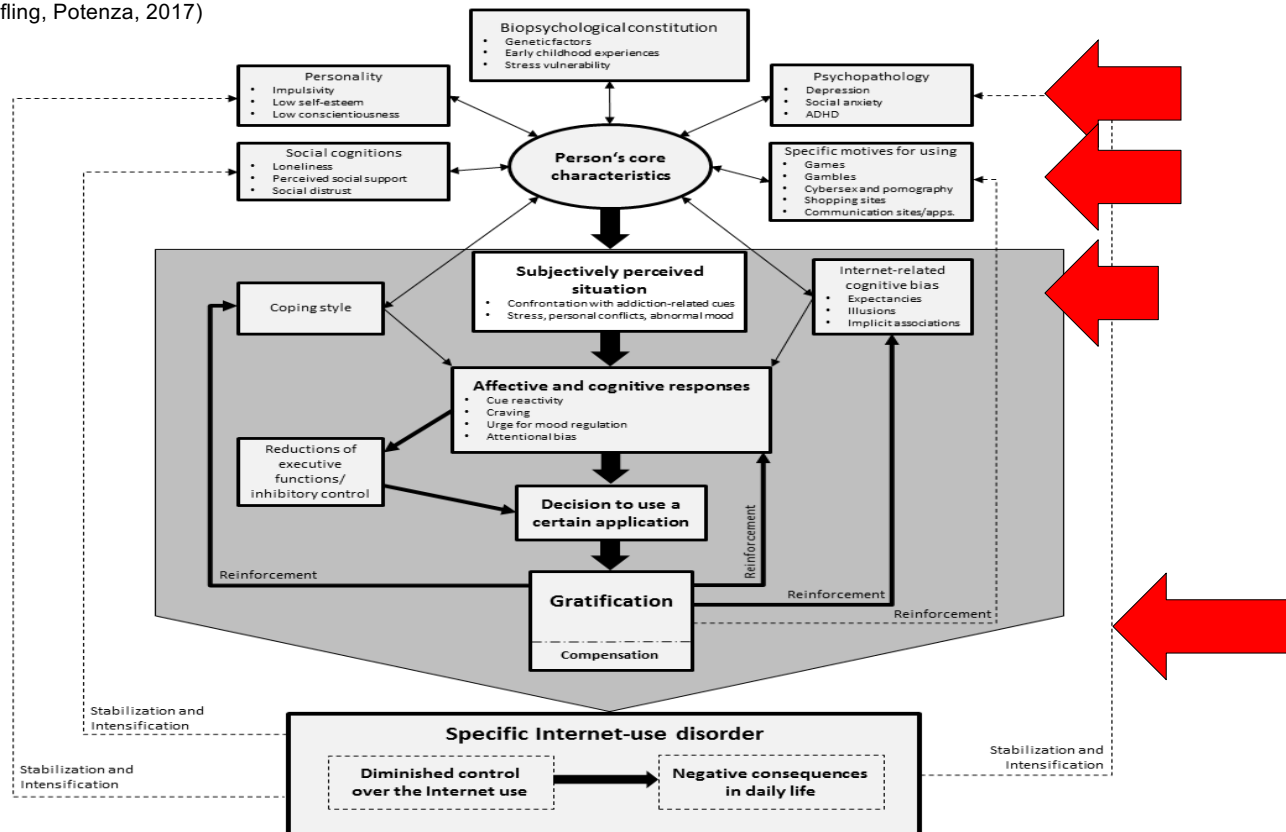 fling, Potenza, 2017)
Biopsychological constitution
• Genetic factors
• Early childhood experiences
• Stress vulnerability
Personality
• Impulsivity
• Low self-esteem
• Low conscientiousness
Psychopathology
• Depression
• Social anxiety
• ADHD
Social cognitions
• Loneliness
• Perceived social support
• Social distrust
Person‘s core
characteristics
Specific motives for using
• Games
• Gambles
• Cybersex and pornography
• Shopping sites
• Communication sites/apps.
Coping style
Subjectively perceived
situation
• Confrontation with addiction-related cues
• Stress, personal conflicts, abnormal mood
Internet-related
cognitive bias
• Expectancies
• Illusions
• Implicit associations
Affective and cognitive responses
• Cue reactivity
• Craving
• Urge for mood regulation
• Attentional bias
Reductions of
executive
functions/
inhibitory control
Decision to use a
certain application
Reinforcement
Reinforcement
Gratification
Reinforcement
Reinforcement
Compensation
Stabilization and
Intensification
Specific Internet-use disorder
Stabilization and
Intensification
Stabilization and
Intensification
Diminished control
over the Internet use
Negative consequences
in daily life